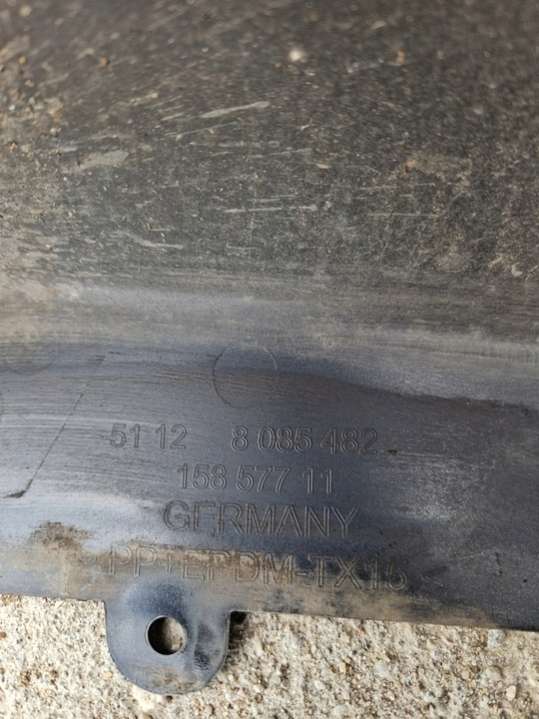 51 12 8 085 482
158 577 11
GERMANY
>PP+EPDM-TX15<